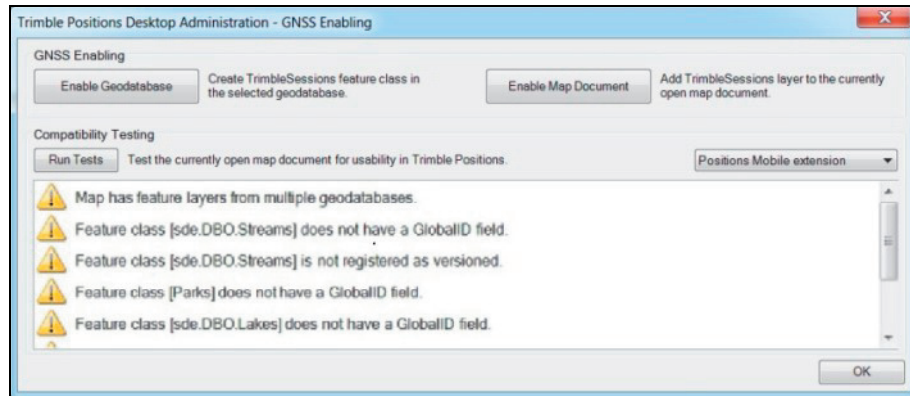 Trimble Positions Desktop Administration - GNSS Enabling
GNSS Enabling
Enable Geodatabase
Create TrimbleSessions feature class in
the selected geodatabase.
Enable Map Document
Add TrimbleSessions layer to the currently
open map document.
Compatibility Testing
Run Tests
Test the currently open map document for usability in Trimble Positions.
Positions Mobile extension
Map has feature layers from multiple geodatabases.
Feature class [sde.DBO.Streams] does not have a GlobalID field.
Feature class [sde.DBO.Streams] is not registered as versioned.
Feature class [Parks] does not have a GlobalID field.
Feature class [sde.DBO.Lakes] does not have a GlobalID field.
OK